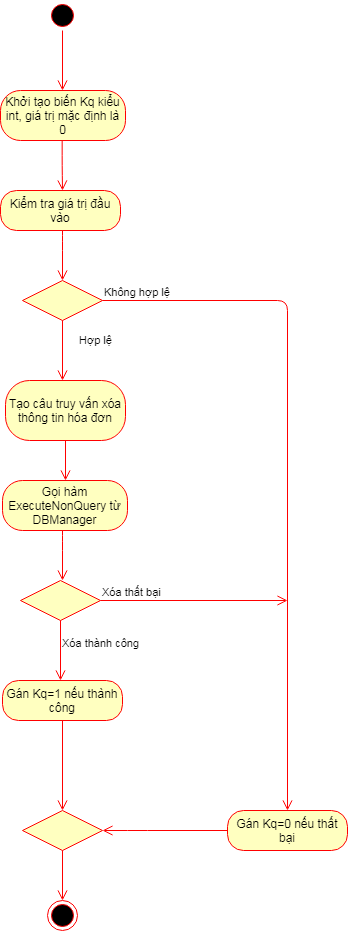 Khởi tạo biến Kq kiểu
int, giá trị mặc định là
0
Kiểm tra giá trị đầu
vào
Không hợp lệ
Hợp lệ
Tạo câu truy vấn xóa
thông tin hóa đơn
Gọi hàm
ExecuteNonQuery từ
DBManager
Xóa thất bại
Xóa thành công
Gán Kq=1 nếu thành
công
Gán Kq=0 nếu thất
bại